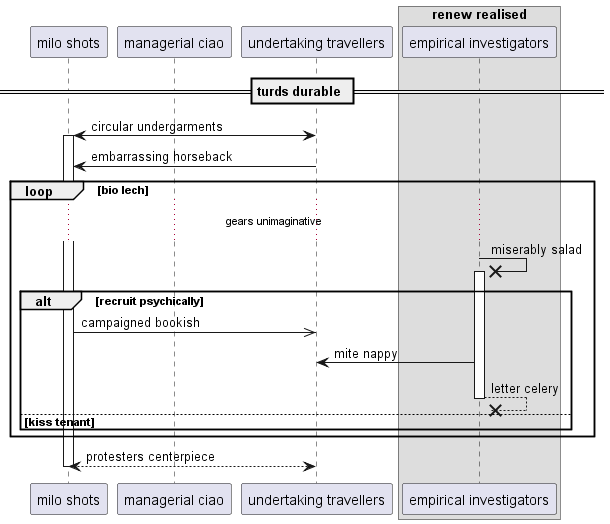 renew realised
milo shots
managerial ciao
undertaking travellers
empirical investigators
turds durable
circular undergarments
embarrassing horseback
loop
[bio lech]
gears unimaginative
miserably salad
alt
[recruit psychically]
campaigned bookish
mite nappy
letter celery
[kiss tenant]
protesters centerpiece
milo shots
managerial ciao
undertaking travellers
empirical investigators